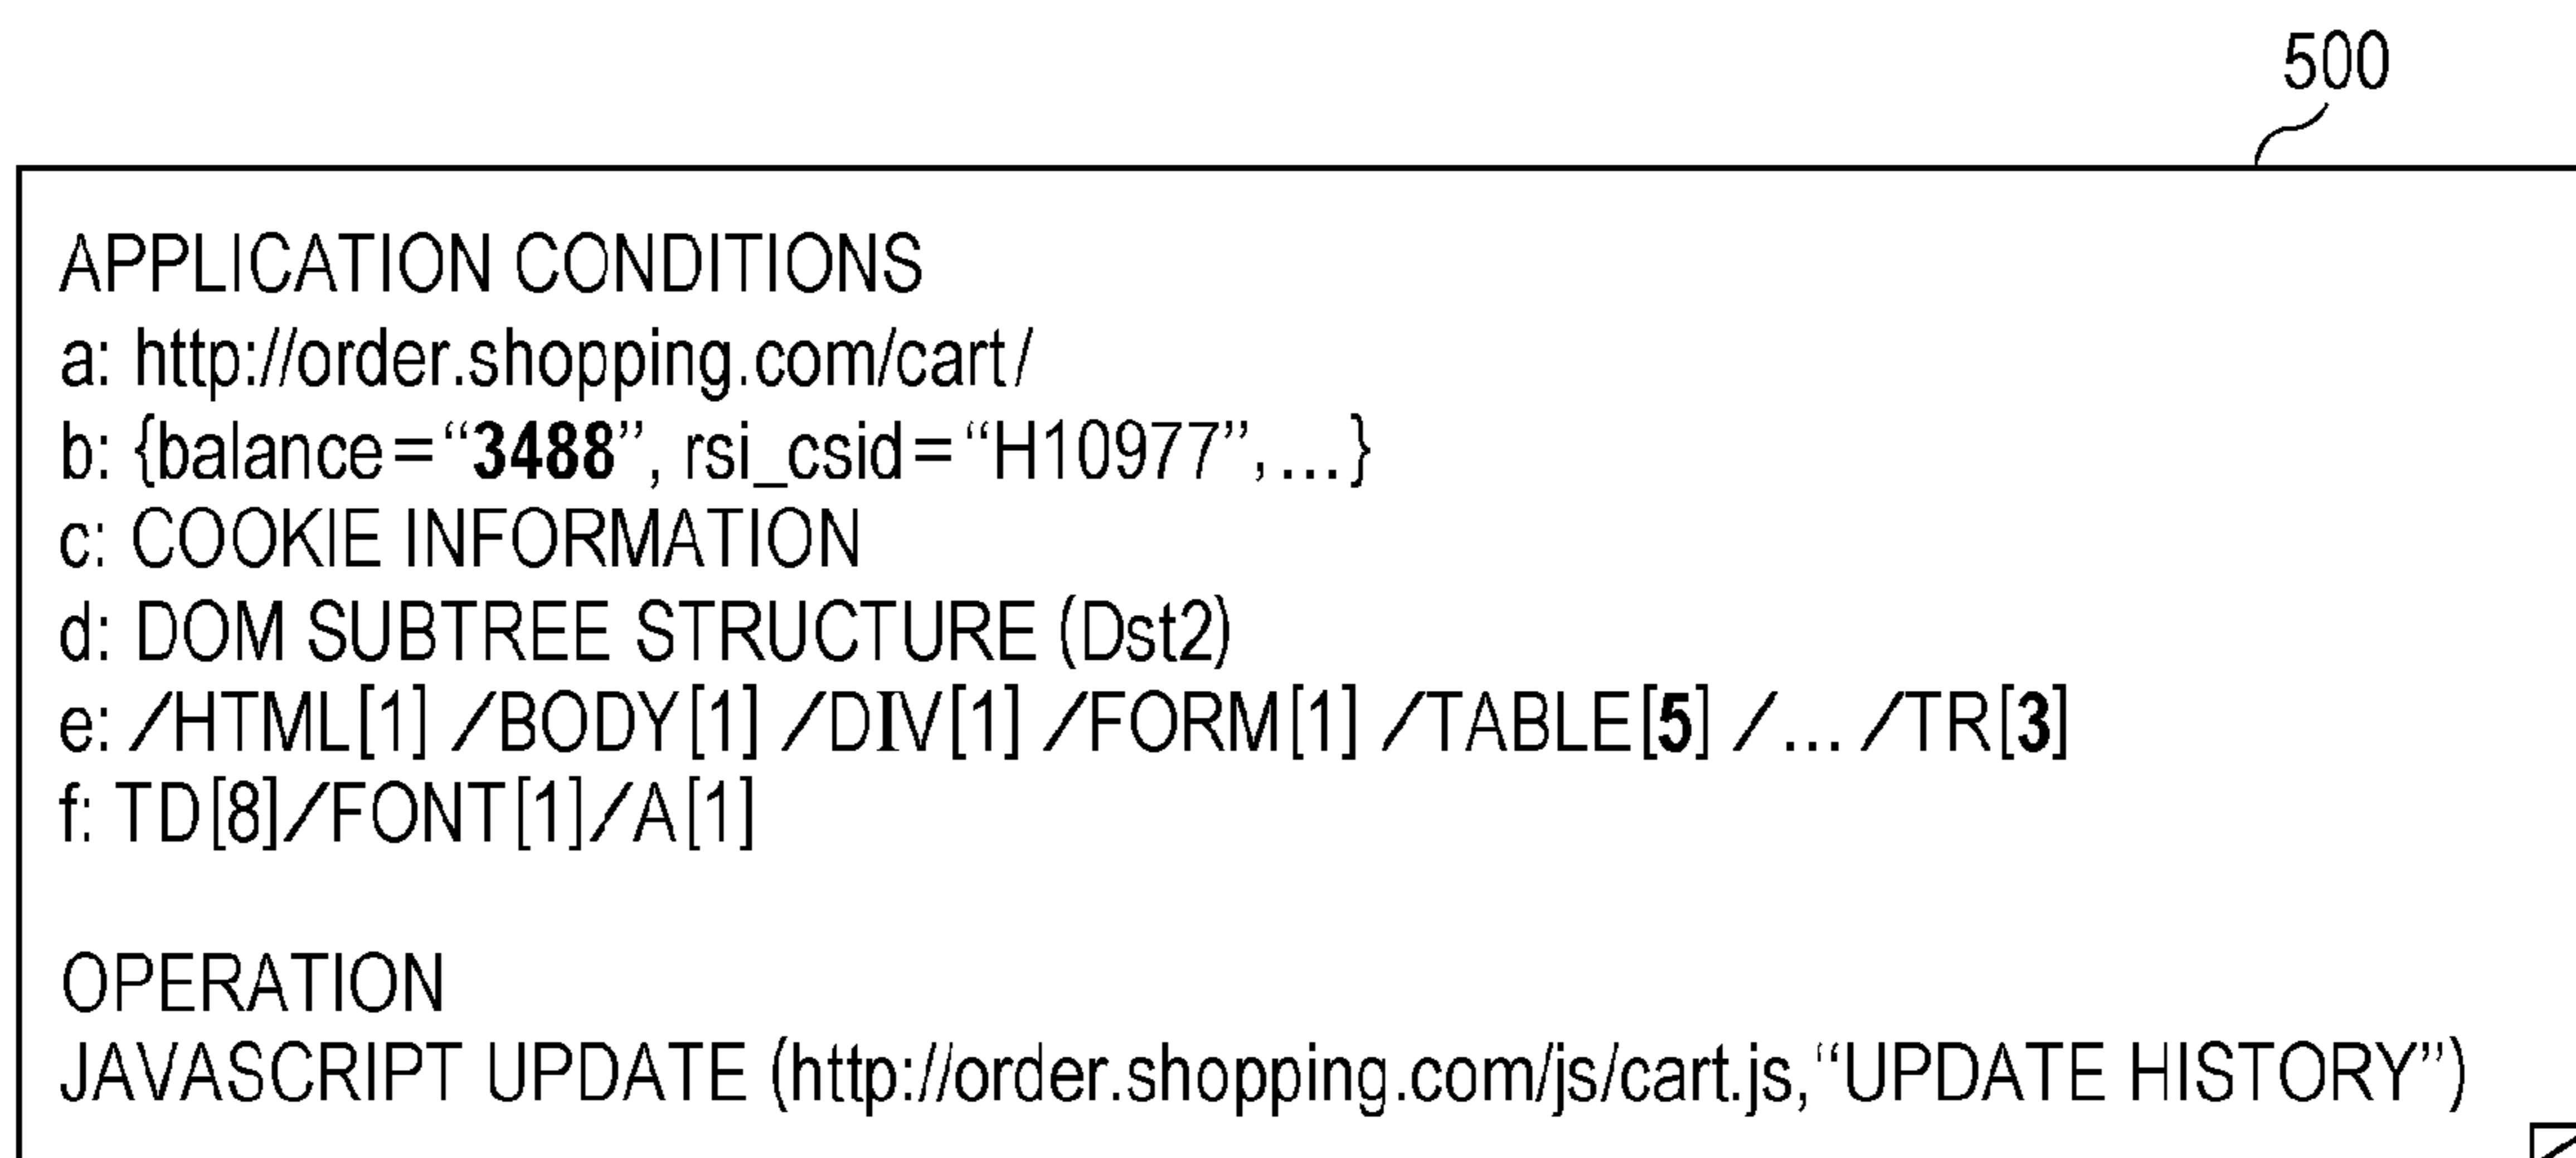 500
APPLICATION CONDITIONS
a: http://order.shopping.com/cart/
b: {balance="3488", rsi_csid="H10977",...}
c: COOKIE INFORMATION
d: DOM SUBTREE STRUCTURE (Dst2)
e: /HTML[1] /BODY[1] /DIV[1] /FORM[1] /TABLE[5] /... /TR[3]
f: TD[8]/FONT[1]/A[1]
OPERATION
JAVASCRIPT UPDATE (http://order.shopping.com/js/cart.js,“UPDATE HISTORY”)